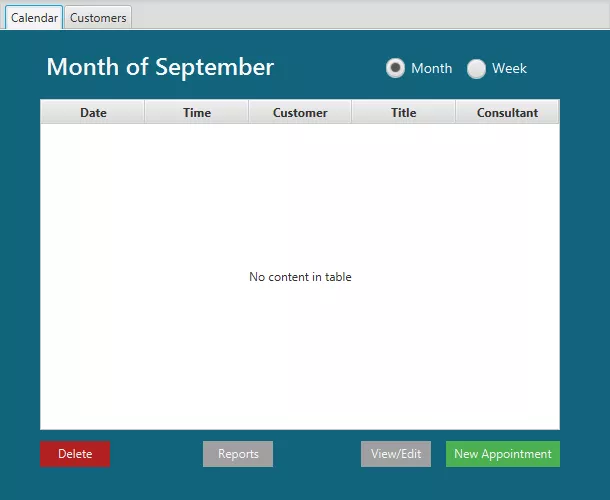 Calendar Customers
Month of September
Month Week
Date Time Customer Title Consultant
No content in table
Delete Reports View/Edit New Appointment